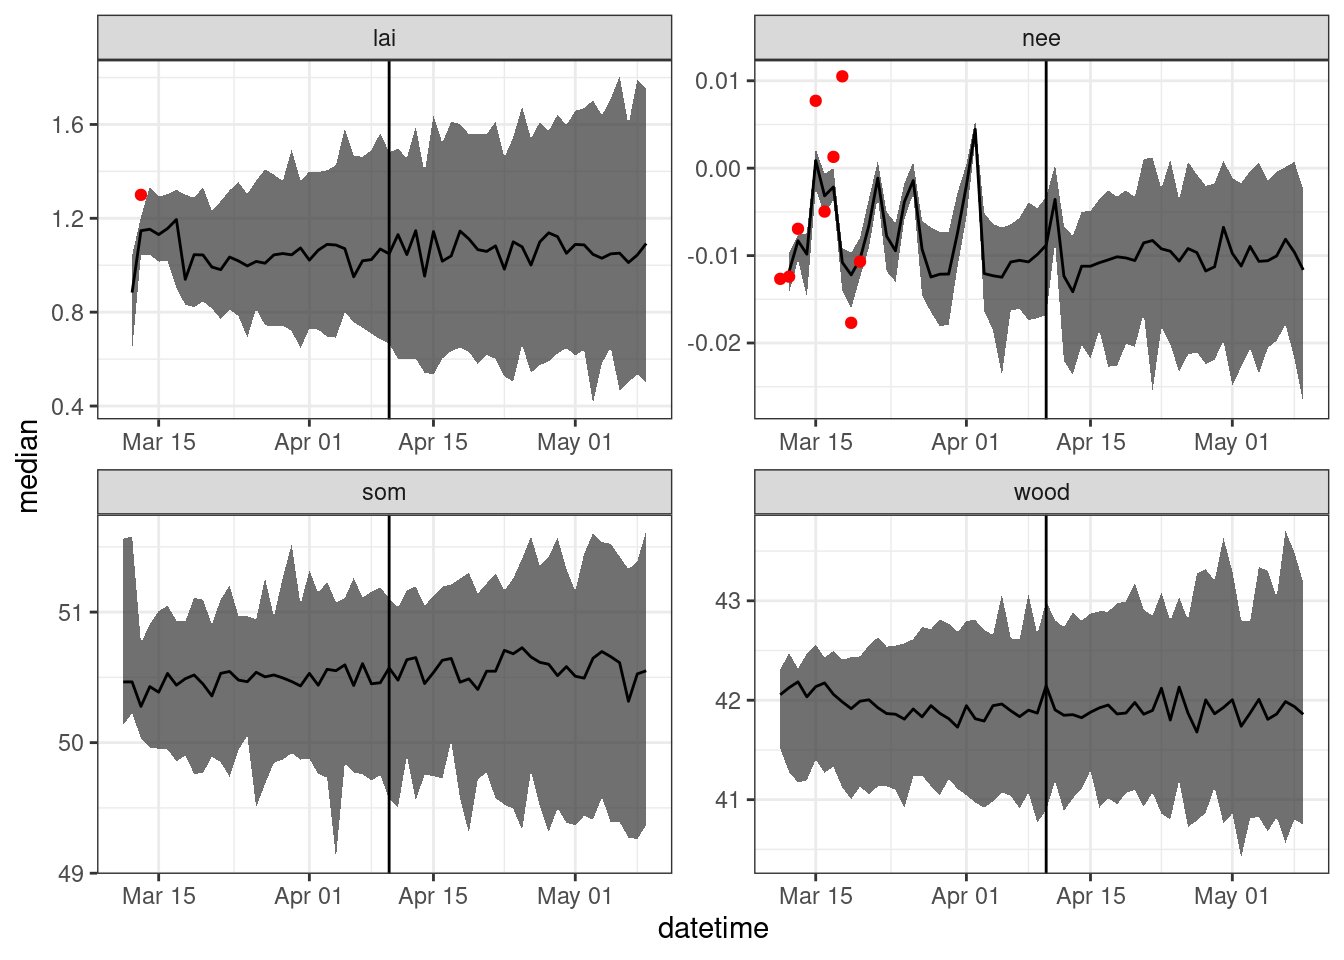 lai
nee
1.6
1.2
0.8
0.4
0.01
0.00
-0.01
-0.02
Mar 15 Apr 01 Apr 15 May 01
Mar 15 Apr 01 Apr 15 May 01
median
som
wood
51
50
49
43
42
41
Mar 15 Apr 01 Apr 15 May 01
Mar 15 Apr 01 Apr 15 May 01
datetime